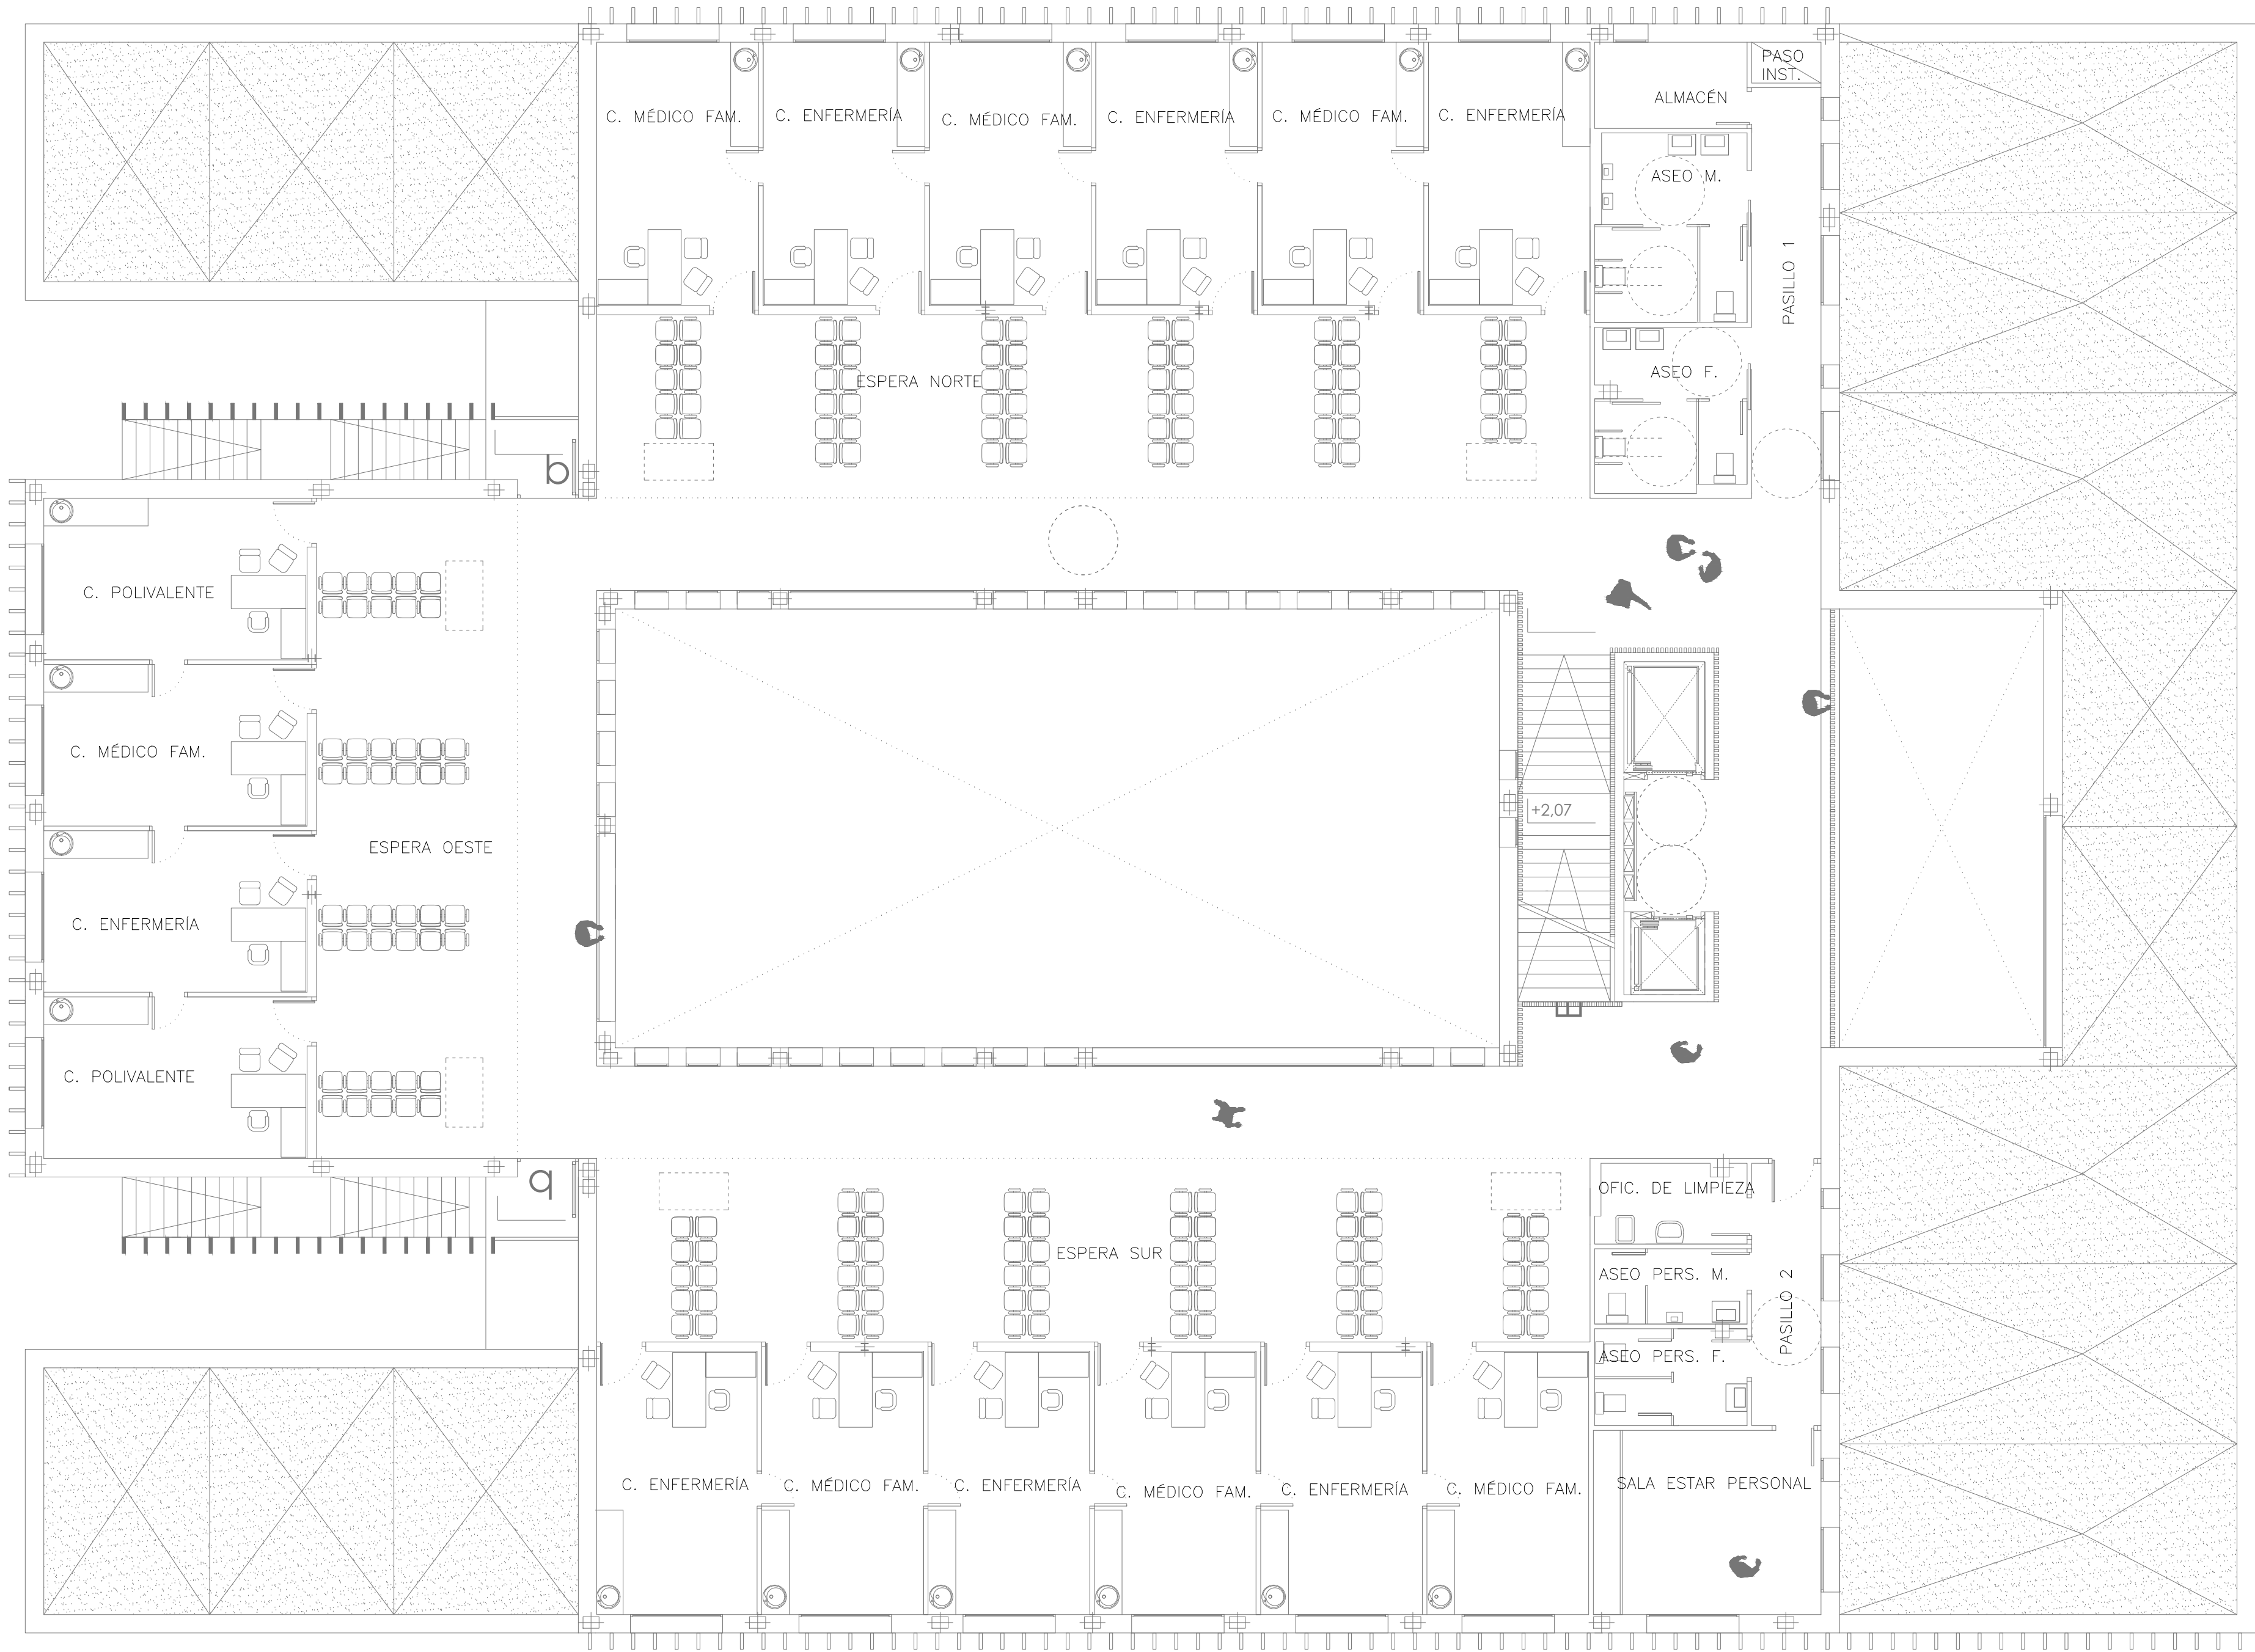 PASO
INST.
ALMACÉN
C. MÉDICO FAM.
C. ENFERMERÍA
C. MÉDICO FAM.
C. ENFERMERÍA
C. MÉDICO FAM.
C. ENFERMERÍA
ASEO M.
PASILLO 1
ASEO F.
ESPERA NORTE
b
C. POLIVALENTE
C. MÉDICO FAM.
+2,07
ESPERA OESTE
C. ENFERMERÍA
C. POLIVALENTE
q
OFIC. DE LIMPIEZA
ESPERA SUR
ASEO PERS. M.
PASILLO 2
ASEO PERS. F.
C. ENFERMERÍA
C. MÉDICO FAM.
C. ENFERMERÍA
C. MÉDICO FAM.
C. ENFERMERÍA
C. MÉDICO FAM.
SALA ESTAR PERSONAL